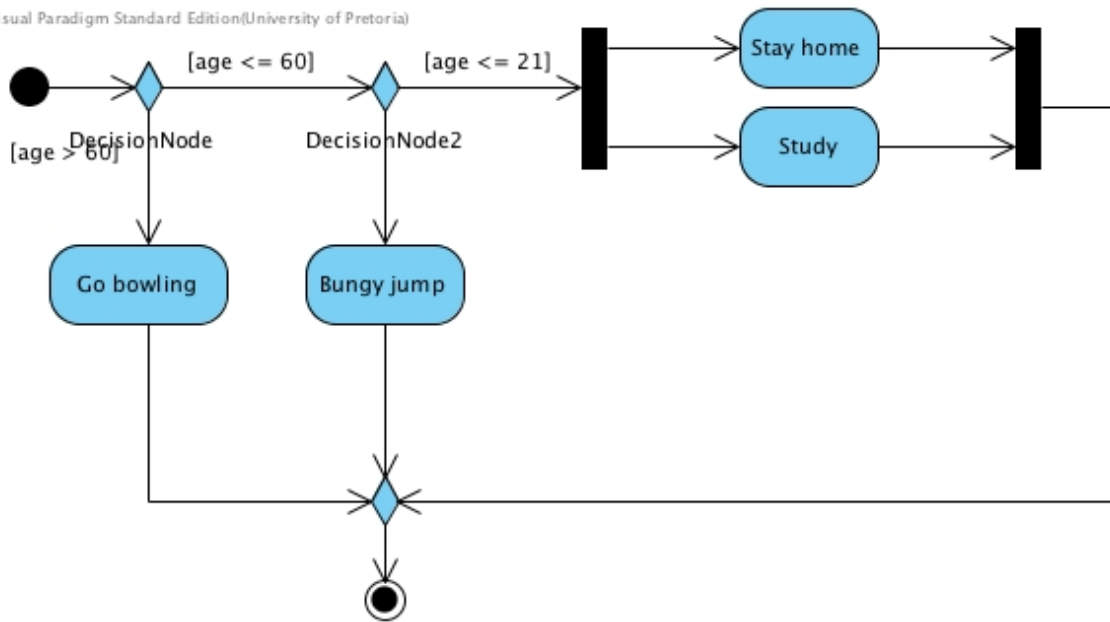 sual Paradigm Standard Edition(University of Pretoria)
[age <= 60]
[age <= 21]
Stay home
DecisionNode
DecisionNode2
[age > 60]
Study
Go bowling
Bungy jump